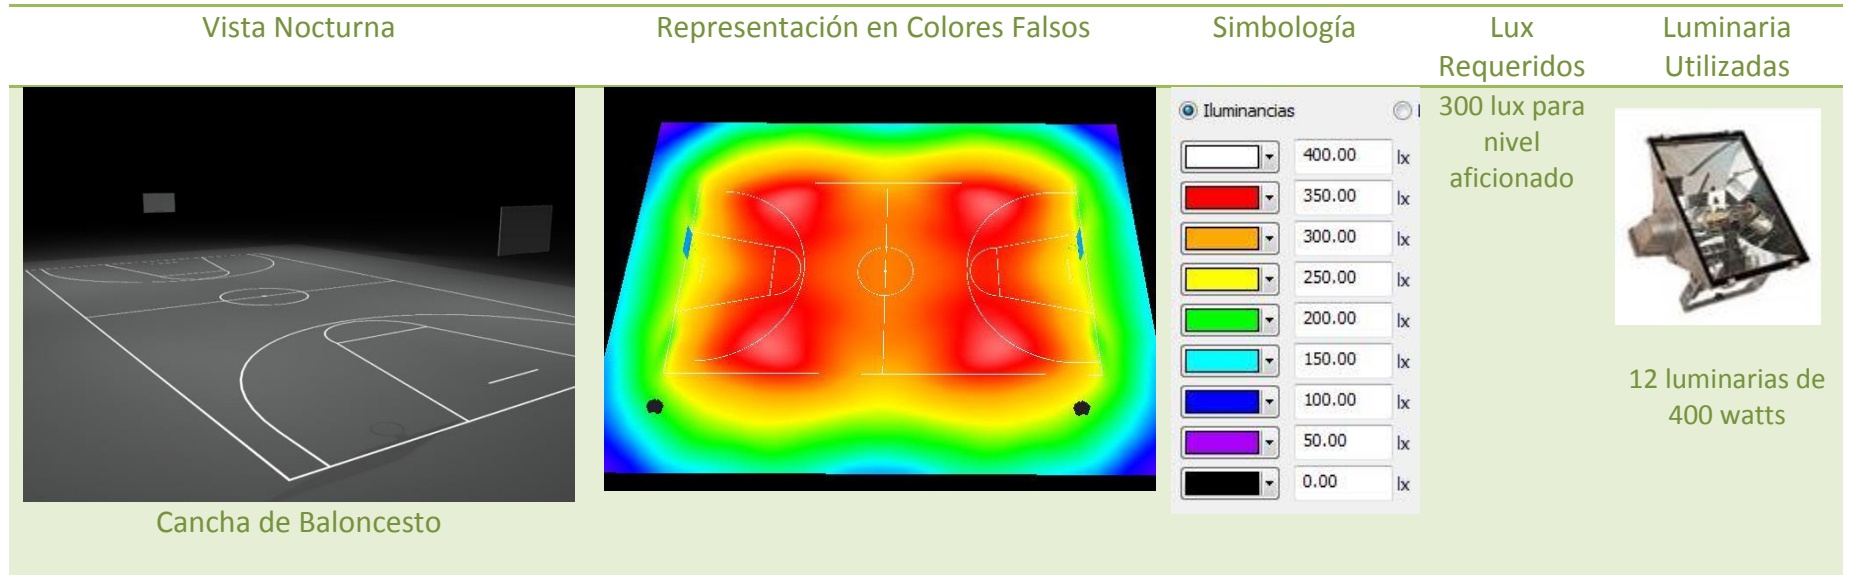 Vista Nocturna
Representación en Colores Falsos
Simbología
Lux
Requeridos
Luminaria
Utilizadas
Cancha de Baloncesto
Iluminancias
400.00 lx
350.00 lx
300.00 lx
250.00 lx
200.00 lx
150.00 lx
100.00 lx
50.00 lx
0.00 lx
300 lux para
nivel
aficionado
12 luminarias de
400 watts